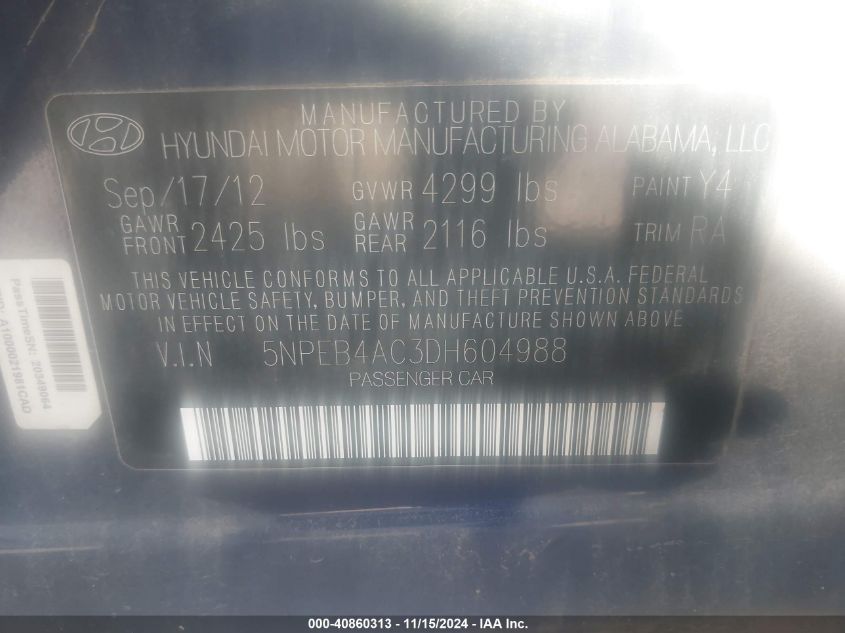 MANUFACTURED BY
HYUNDAI MOTOR MANUFACTURING ALABAMA, LLC
Sep/17/12 GVWR 4299 lbs PAINT Y4
GAWR FRONT 2425 lbs GAWR REAR 2116 lbs TRIM RA
THIS VEHICLE CONFORMS TO ALL APPLICABLE U.S.A. FEDERAL
MOTOR VEHICLE SAFETY, BUMPER, AND THEFT PREVENTION STANDARDS
IN EFFECT ON THE DATE OF MANUFACTURE SHOWN ABOVE.
V.I.N 5NPEB4AC3DH604988
PASSENGER CAR
PassTimeSN: 20349064
A1000021981CAD
000-40860313 - 11/15/2024 - IAA Inc.